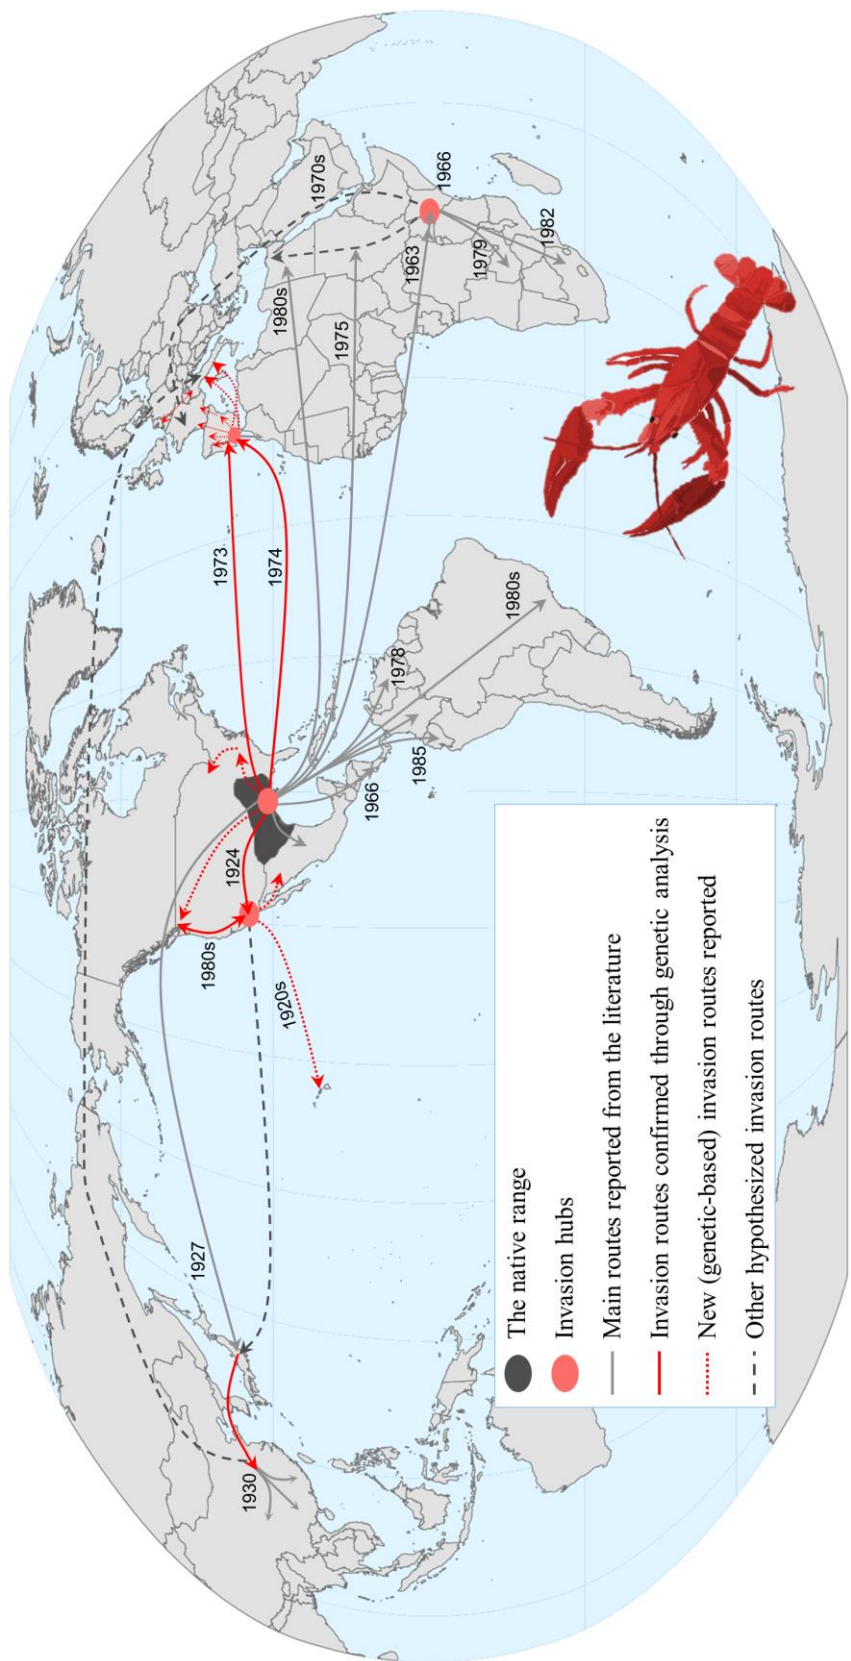 1930
1927
1920s
1980s
1924
1966
1985
1978
1980s
1973
1974
1980s
1975
1963
1966
1970s
1979
1982
The native range
Invasion hubs
Main routes reported from the literature
Invasion routes confirmed through genetic analysis
New (genetic-based) invasion routes reported
Other hypothesized invasion routes